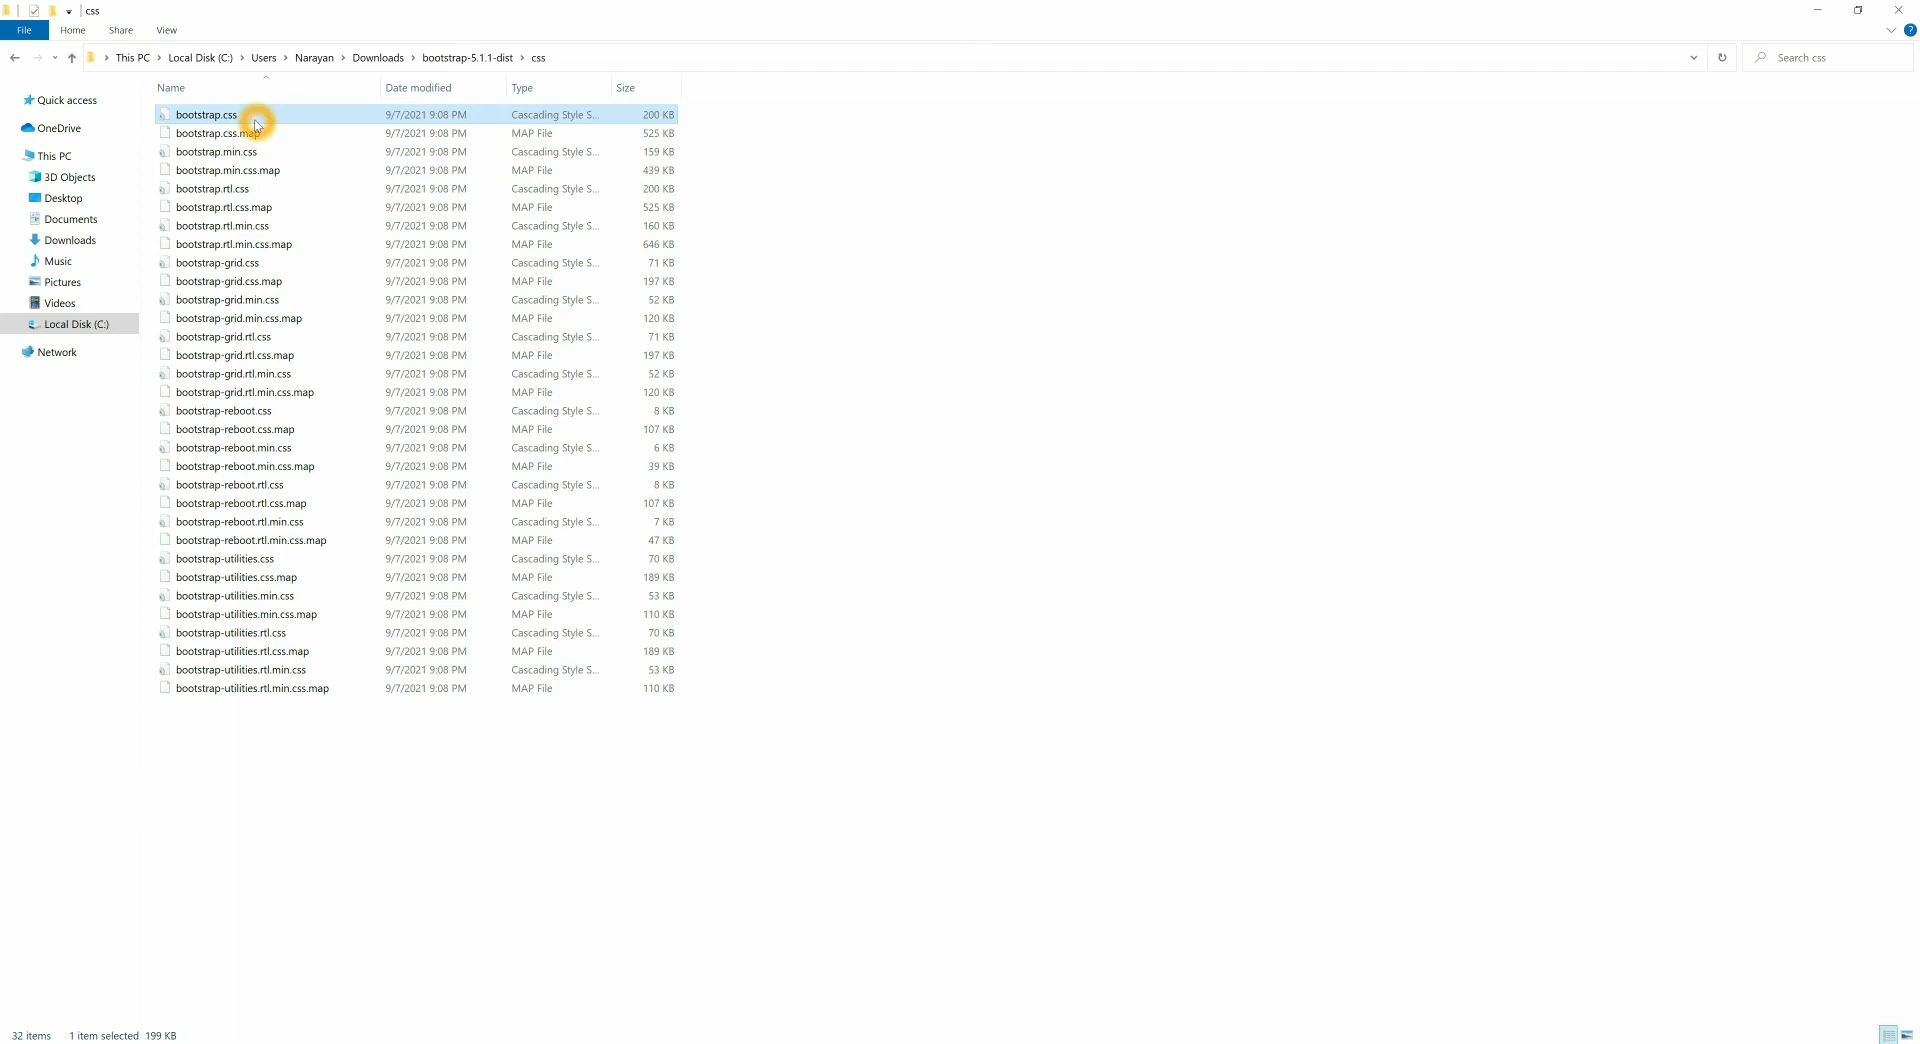 css
File Home Share View
This PC > Local Disk (C:) > Users > Narayan > Downloads > bootstrap-5.1.1-dist > css
Search css
Quick access
OneDrive
This PC
3D Objects
Desktop
Documents
Downloads
Music
Pictures
Videos
Local Disk (C:)
Network
Name Date modified Type Size
bootstrap.css 9/7/2021 9:08 PM Cascading Style S... 200 KB
bootstrap.css.map 9/7/2021 9:08 PM MAP File 525 KB
bootstrap.min.css 9/7/2021 9:08 PM Cascading Style S... 159 KB
bootstrap.min.css.map 9/7/2021 9:08 PM MAP File 439 KB
bootstrap.rtl.css 9/7/2021 9:08 PM Cascading Style S... 200 KB
bootstrap.rtl.css.map 9/7/2021 9:08 PM MAP File 525 KB
bootstrap.rtl.min.css 9/7/2021 9:08 PM Cascading Style S... 160 KB
bootstrap.rtl.min.css.map 9/7/2021 9:08 PM MAP File 646 KB
bootstrap-grid.css 9/7/2021 9:08 PM Cascading Style S... 71 KB
bootstrap-grid.css.map 9/7/2021 9:08 PM MAP File 197 KB
bootstrap-grid.min.css 9/7/2021 9:08 PM Cascading Style S... 52 KB
bootstrap-grid.min.css.map 9/7/2021 9:08 PM MAP File 120 KB
bootstrap-grid.rtl.css 9/7/2021 9:08 PM Cascading Style S... 71 KB
bootstrap-grid.rtl.css.map 9/7/2021 9:08 PM MAP File 197 KB
bootstrap-grid.rtl.min.css 9/7/2021 9:08 PM Cascading Style S... 52 KB
bootstrap-grid.rtl.min.css.map 9/7/2021 9:08 PM MAP File 120 KB
bootstrap-reboot.css 9/7/2021 9:08 PM Cascading Style S... 8 KB
bootstrap-reboot.css.map 9/7/2021 9:08 PM MAP File 107 KB
bootstrap-reboot.min.css 9/7/2021 9:08 PM Cascading Style S... 6 KB
bootstrap-reboot.min.css.map 9/7/2021 9:08 PM MAP File 39 KB
bootstrap-reboot.rtl.css 9/7/2021 9:08 PM Cascading Style S... 8 KB
bootstrap-reboot.rtl.css.map 9/7/2021 9:08 PM MAP File 107 KB
bootstrap-reboot.rtl.min.css 9/7/2021 9:08 PM Cascading Style S... 7 KB
bootstrap-reboot.rtl.min.css.map 9/7/2021 9:08 PM MAP File 47 KB
bootstrap-utilities.css 9/7/2021 9:08 PM Cascading Style S... 70 KB
bootstrap-utilities.css.map 9/7/2021 9:08 PM MAP File 189 KB
bootstrap-utilities.min.css 9/7/2021 9:08 PM Cascading Style S... 53 KB
bootstrap-utilities.min.css.map 9/7/2021 9:08 PM MAP File 110 KB
bootstrap-utilities.rtl.css 9/7/2021 9:08 PM Cascading Style S... 70 KB
bootstrap-utilities.rtl.css.map 9/7/2021 9:08 PM MAP File 189 KB
bootstrap-utilities.rtl.min.css 9/7/2021 9:08 PM Cascading Style S... 53 KB
bootstrap-utilities.rtl.min.css.map 9/7/2021 9:08 PM MAP File 110 KB
32 items 1 item selected 199 KB